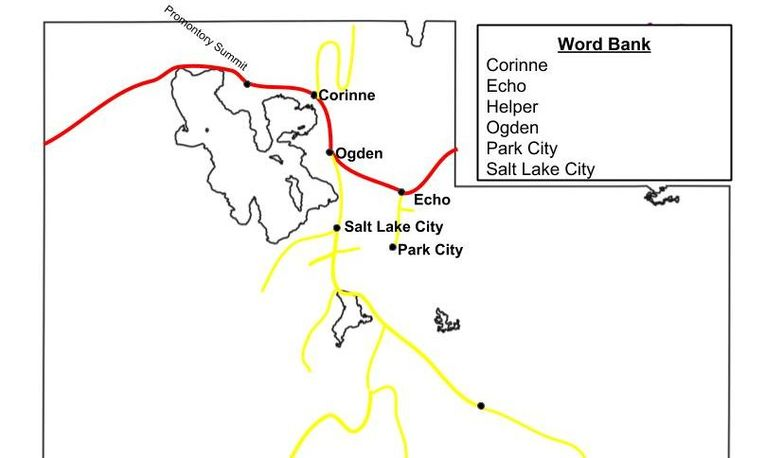 Promontory Summit
Corinne
Ogden
Echo
Salt Lake City
Park City
Word Bank
Corinne
Echo
Helper
Ogden
Park City
Salt Lake City